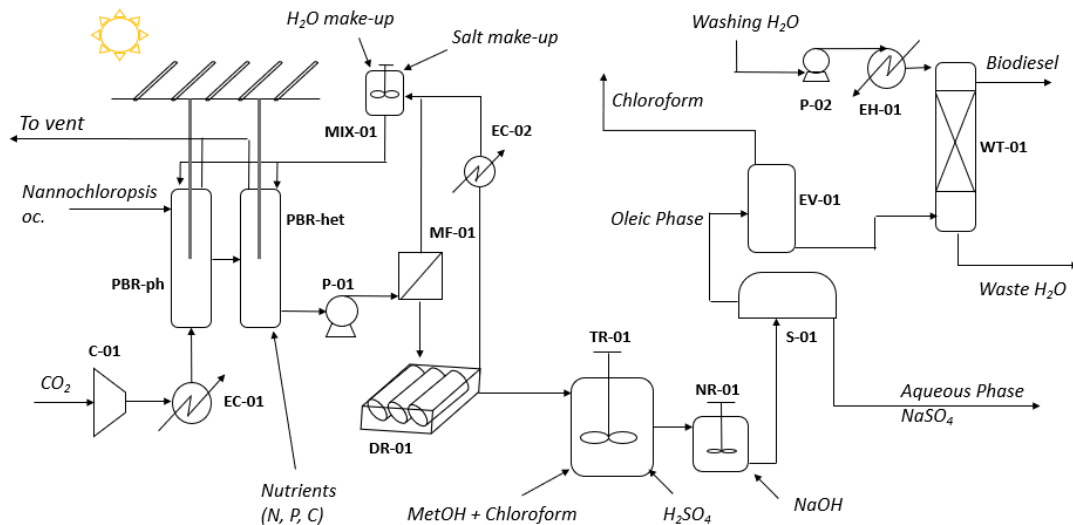 H₂O make-up
Salt make-up
Washing H₂O
Biodiesel
P-02
EH-01
Chloroform
To vent
MIX-01
EC-02
WT-01
Nannochloropsis
oc.
PBR-het
EV-01
Oleic Phase
MF-01
PBR-ph
P-01
Waste H₂O
C-01
TR-01
S-01
CO₂
EC-01
NR-01
Aqueous Phase
NaSO₄
DR-01
Nutrients
(N, P, C)
MetOH + Chloroform
H₂SO₄
NaOH